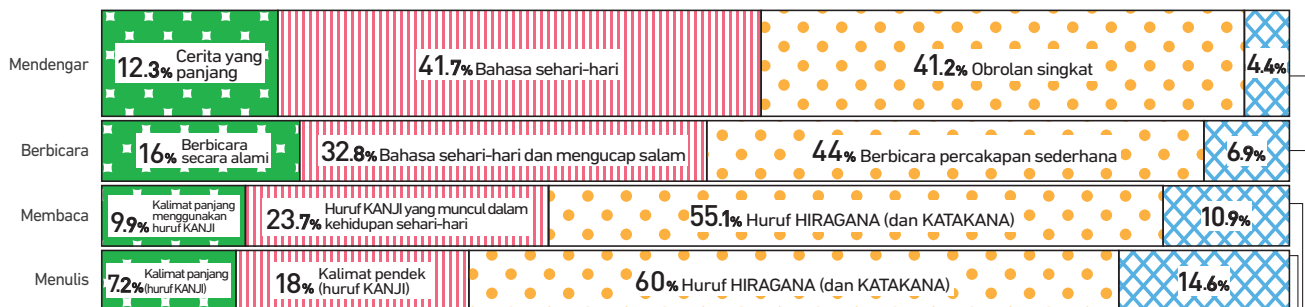 Mendengar
12.3% Cerita yang
panjang
41.7% Bahasa sehari-hari
41.2% Obrolan singkat
4.4%
Berbicara
16% Berbicara
secara alami
32.8% Bahasa sehari-hari dan mengucap salam
44% Berbicara percakapan sederhana
6.9%
Membaca
9.9% Kalimat panjang
menggunakan
huruf KANJI
23.7% Huruf KANJI yang muncul dalam
kehidupan sehari-hari
55.1% Huruf HIRAGANA (dan KATAKANA)
10.9%
Menulis
7.2% Kalimat panjang
(huruf KANJI)
18% Kalimat pendek
(huruf KANJI)
60% Huruf HIRAGANA (dan KATAKANA)
14.6%